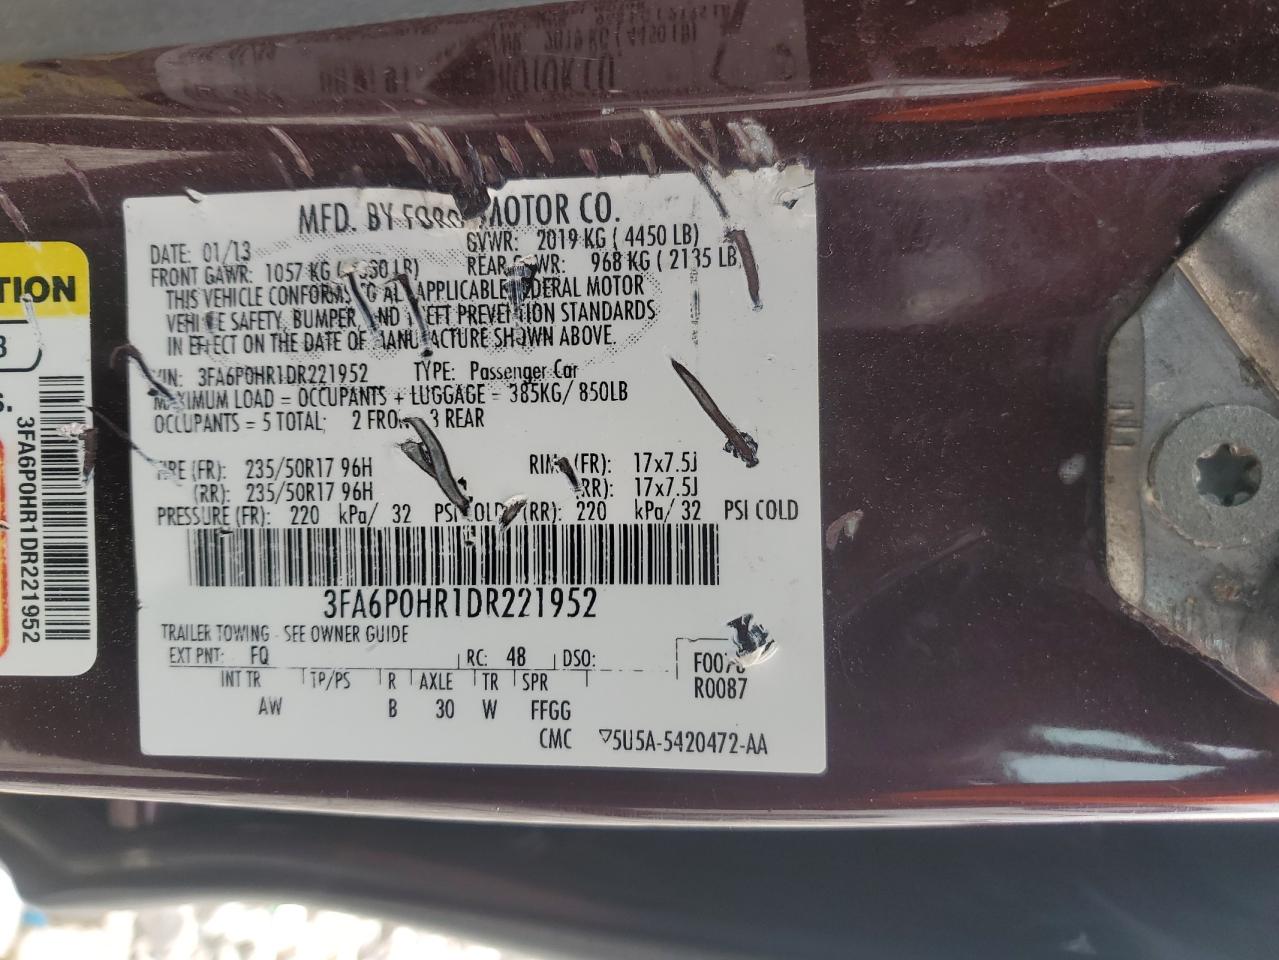 MFD. BY FORD MOTOR CO.
DATE: 01/13 GVWR: 2019 KG ( 4450 LB)
FRONT GAWR: 1057 KG ( LB) REAR GAWR: 968 KG ( 2135 LB
THIS VEHICLE CONFORMS TO ALL APPLICABLE FEDERAL MOTOR
VEHICLE SAFETY, BUMPER, AND THEFT PREVENTION STANDARDS
IN EFFECT ON THE DATE OF MANUFACTURE SHOWN ABOVE.
VIN: 3FA6P0HR1DR221952 TYPE: Passenger Car
MAXIMUM LOAD = OCCUPANTS + LUGGAGE = 385KG/ 850LB
OCCUPANTS = 5 TOTAL: 2 FRONT 3 REAR
TIRE (FR): 235/50R17 96H RIM (FR): 17x7.5J
(RR): 235/50R17 96H (RR): 17x7.5J
PRESSURE (FR): 220 kPa/ 32 PSI COLD (RR): 220 kPa/ 32 PSI COLD
3FA6P0HR1DR221952
TRAILER TOWING - SEE OWNER GUIDE
EXT PNT: FQ RC: 48 DSO:
R0087
INT TR TP/PS R AXLE TR SPR
AW B 30 W FFGG
CMC ▽5U5A-5420472-AA
TION
3FA6P0HR1DR221952